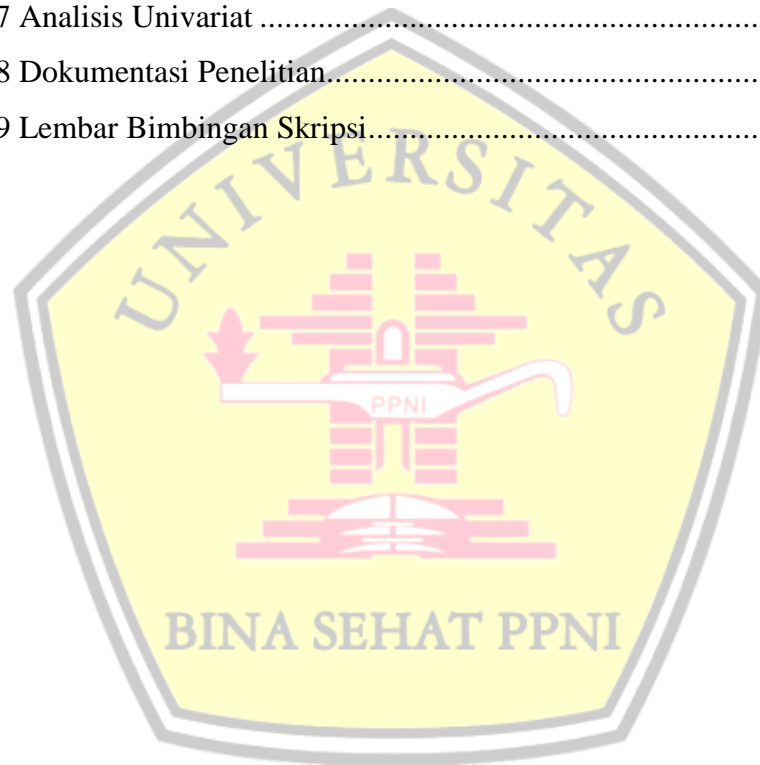 7 Analisis Univariat ........................................................
8 Dokumentasi Penelitian................................................
9 Lembar Bimbingan Skripsi...........................................
UNIVERSITAS
PPNI
BINA SEHAT PPNI